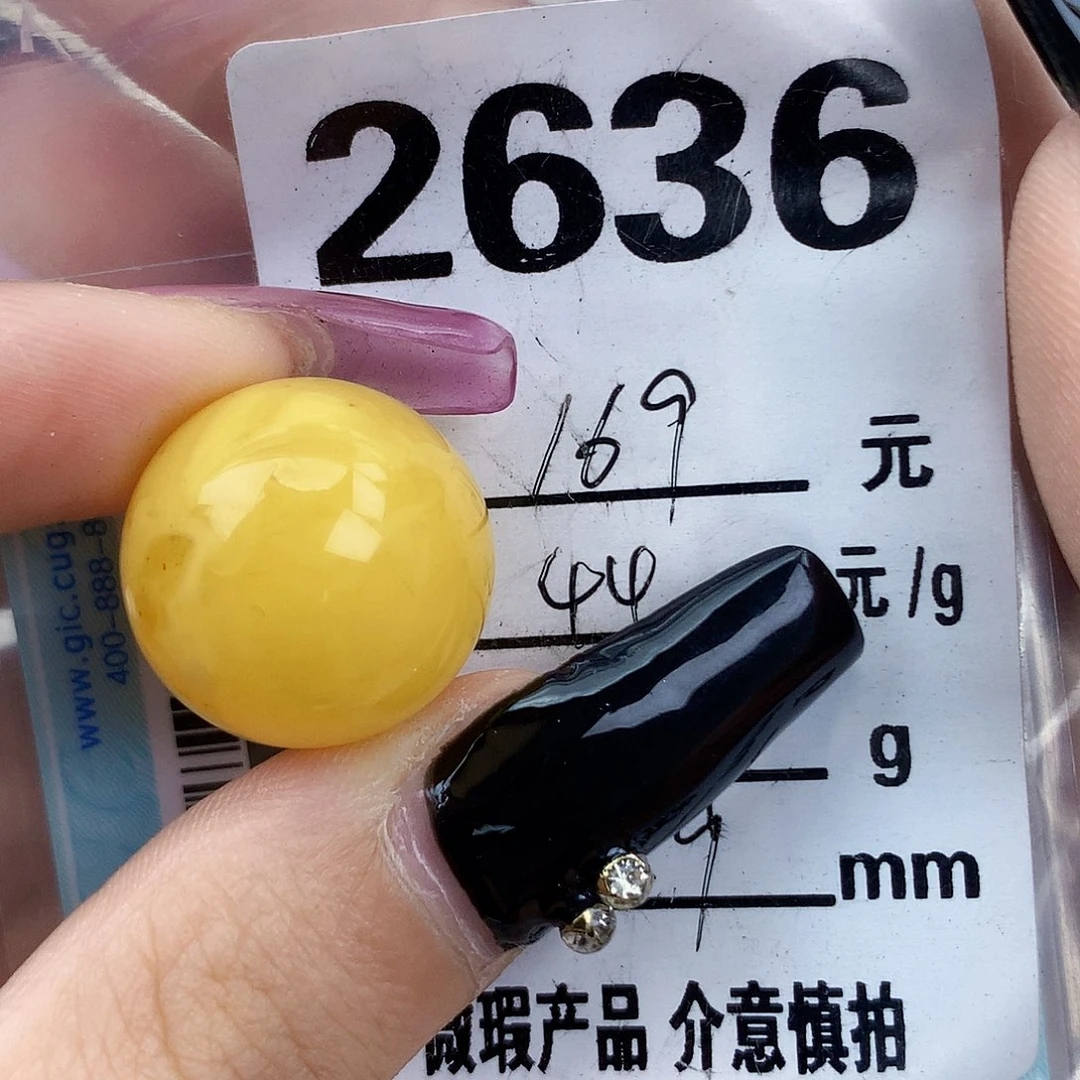 2636
169 元
44 元/g
g
mm
微瑕产品 介意慎拍
www.gic.cug.
400-888-8